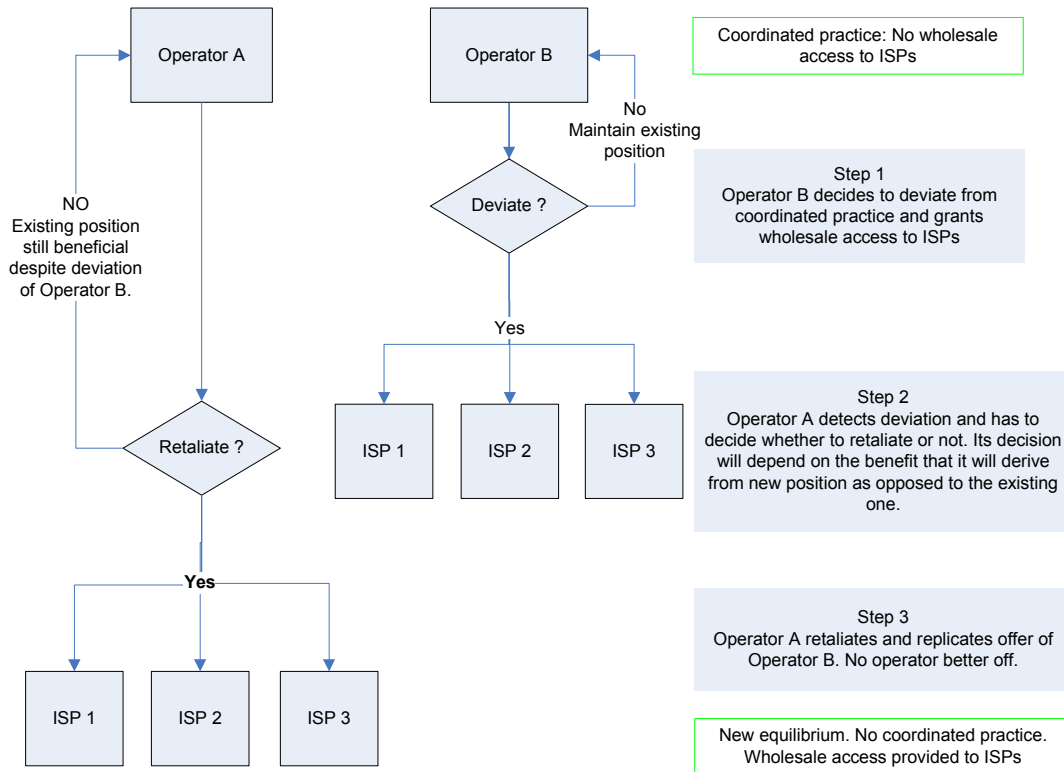 Operator A
Operator B
Coordinated practice: No wholesale
access to ISPs
No
Maintain existing
position
NO
Existing position
still beneficial
despite deviation
of Operator B.
Deviate ?
Step 1
Operator B decides to deviate from
coordinated practice and grants
wholesale access to ISPs
Yes
Retaliate ?
ISP 1
ISP 2
ISP 3
Step 2
Operator A detects deviation and has to
decide whether to retaliate or not. Its decision
will depend on the benefit that it will derive
from new position as opposed to the existing
one.
Yes
Step 3
Operator A retaliates and replicates offer of
Operator B. No operator better off.
ISP 1
ISP 2
ISP 3
New equilibrium. No coordinated practice.
Wholesale access provided to ISPs